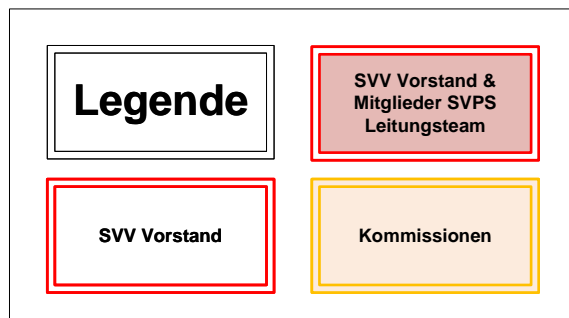 Legende
SVV Vorstand &
Mitglieder SVPS
Leitungsteam
SVV Vorstand
Kommissionen